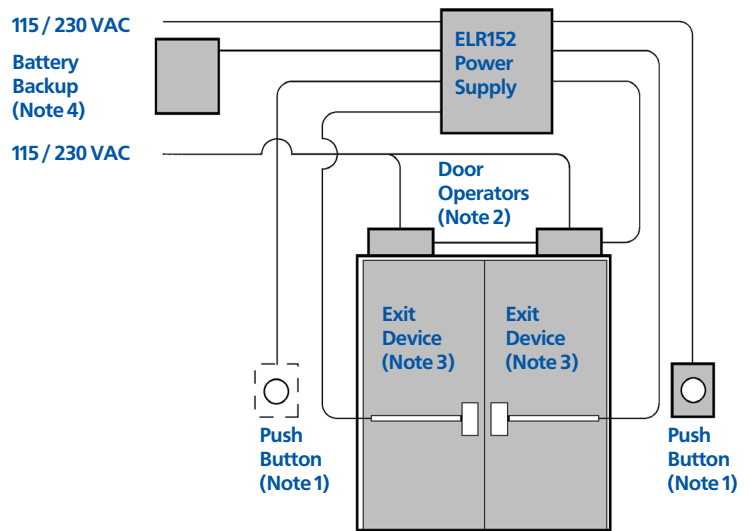 115 / 230 VAC
Battery
Backup
(Note 4)
115 / 230 VAC
ELR152
Power
Supply
Door
Operators
(Note 2)
Exit
Device
(Note 3)
Exit
Device
(Note 3)
Push
Button
(Note 1)
Push
Button
(Note 1)